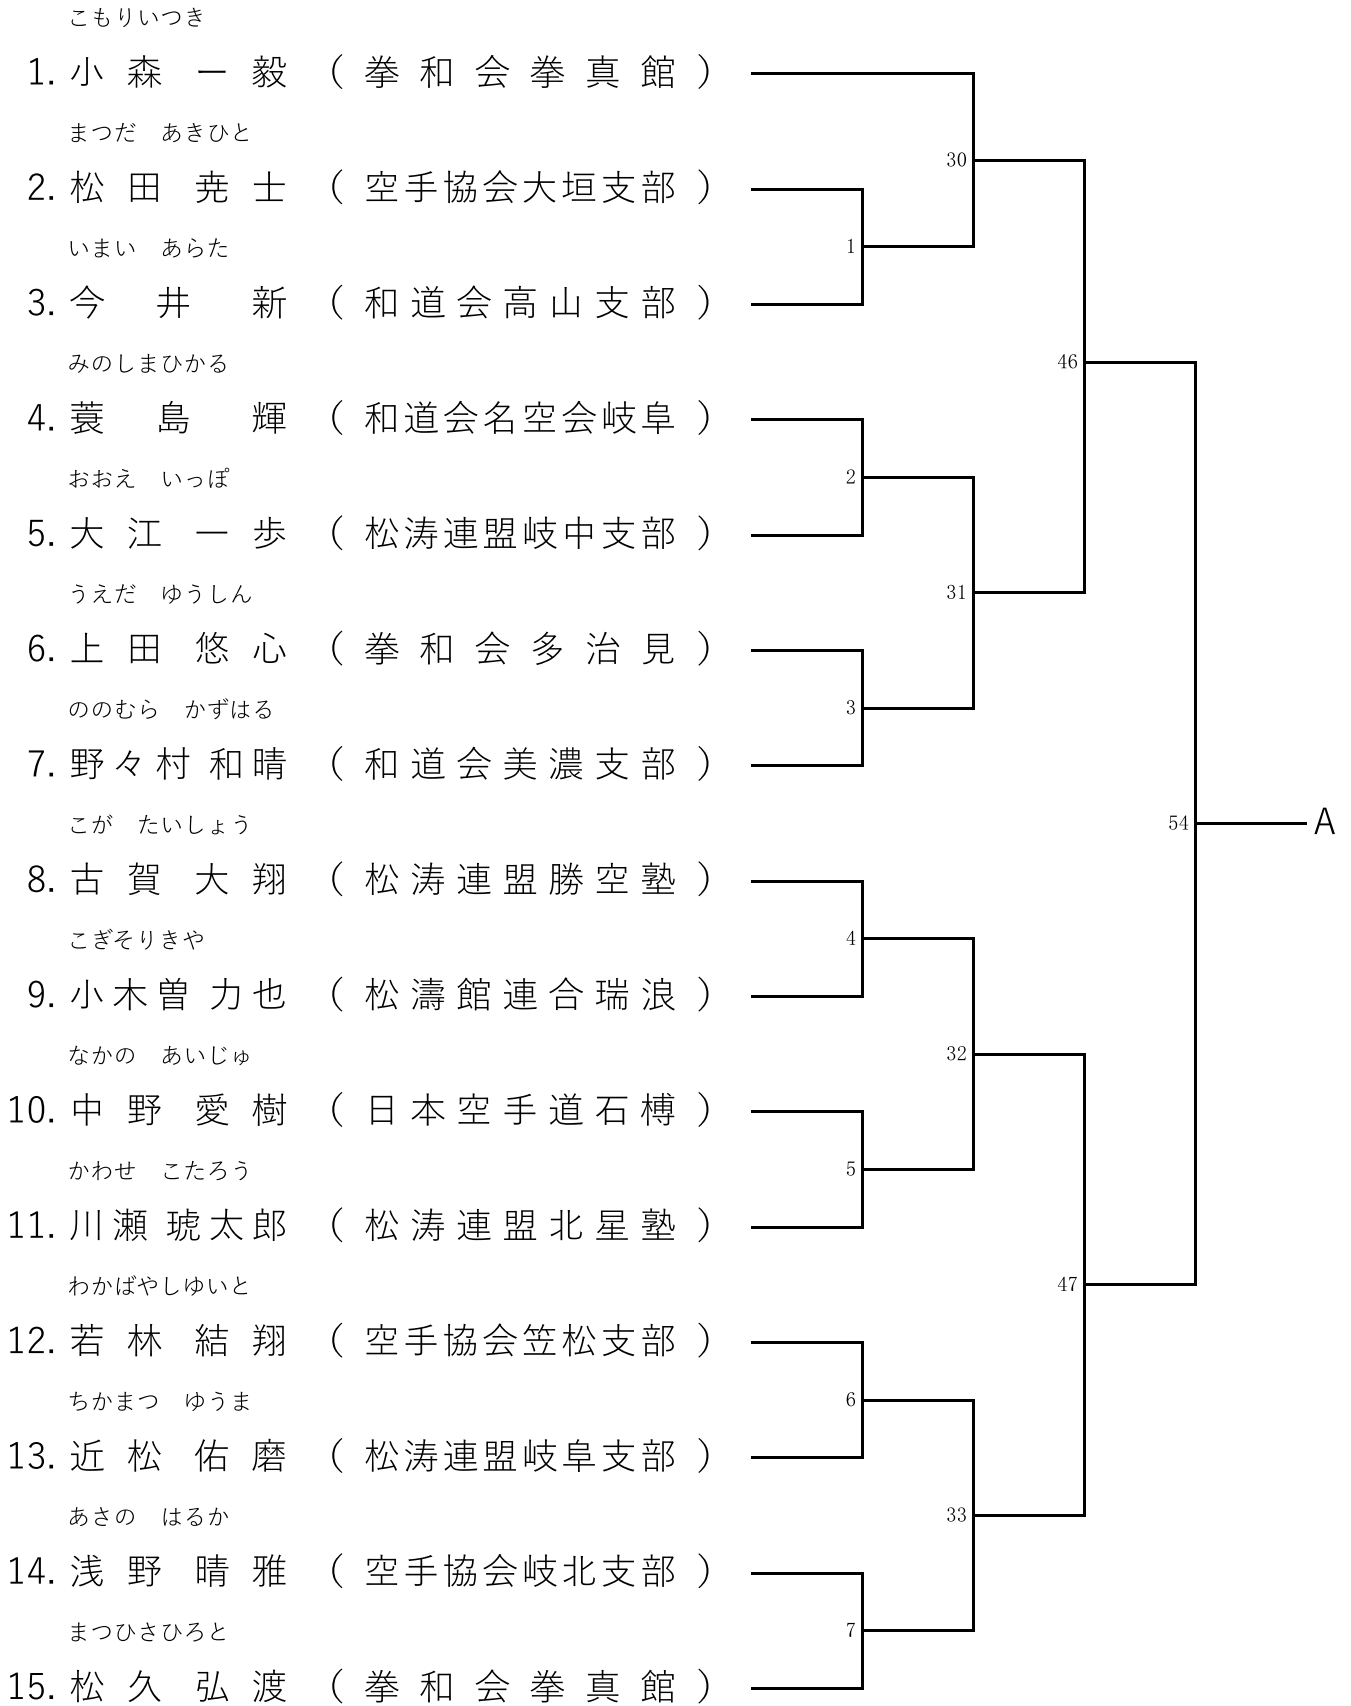 こもりいつき
1. 小森 一毅 （拳和会拳真館）
まつだ あきひと
2. 松田 尭士 （空手協会大垣支部）
30
いまい あらた
1
3. 今井 新 （和道会高山支部）
みのしまひかる
46
4. 蓑島 輝 （和道会名空会岐阜）
おおえ いっぽ
2
5. 大江 一歩 （松涛連盟岐中支部）
うえだ ゆうしん
31
6. 上田 悠心 （拳和会多治見）
ののむら かずはる
3
7. 野々村 和晴 （和道会美濃支部）
こが たいしょう
54
A
8. 古賀 大翔 （松涛連盟勝空塾）
こぎそりきや
4
9. 小木曽 力也 （松濤館連合瑞浪）
なかの あいじゅ
32
10. 中野 愛樹 （日本空手道石榑）
かわせ こたろう
5
11. 川瀬 琥太郎 （松涛連盟北星塾）
わかばやしゆいと
47
12. 若林 結翔 （空手協会笠松支部）
ちかまつ ゆうま
6
13. 近松 佑磨 （松涛連盟岐阜支部）
あさの はるか
33
14. 浅野 晴雅 （空手協会岐北支部）
まつひさひろと
7
15. 松久 弘渡 （拳和会拳真館）